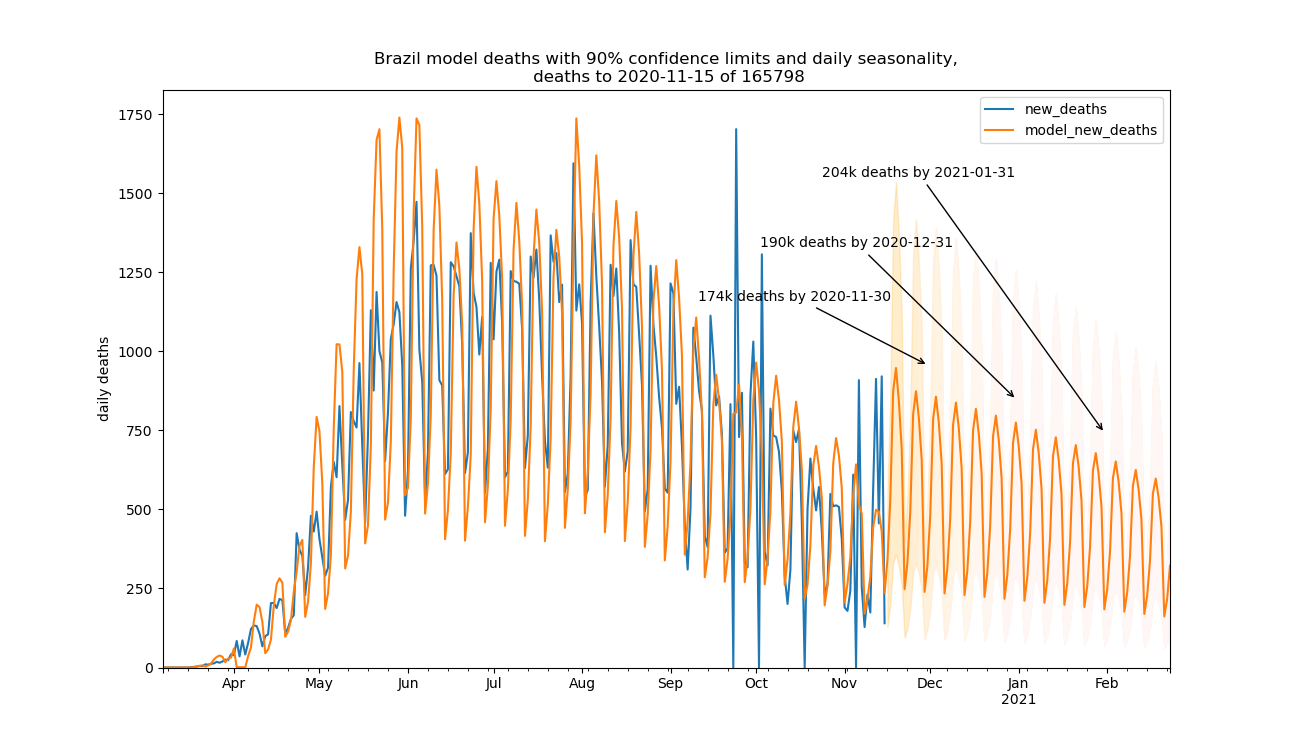 Brazil model deaths with 90% confidence limits and daily seasonality,
deaths to 2020-11-15 of 165798
new_deaths
model_new_deaths
204k deaths by 2021-01-31
190k deaths by 2020-12-31
174k deaths by 2020-11-30
daily deaths
1750
1500
1250
1000
750
500
250
0
Apr May Jun Jul Aug Sep Oct Nov Dec Jan Feb
2021